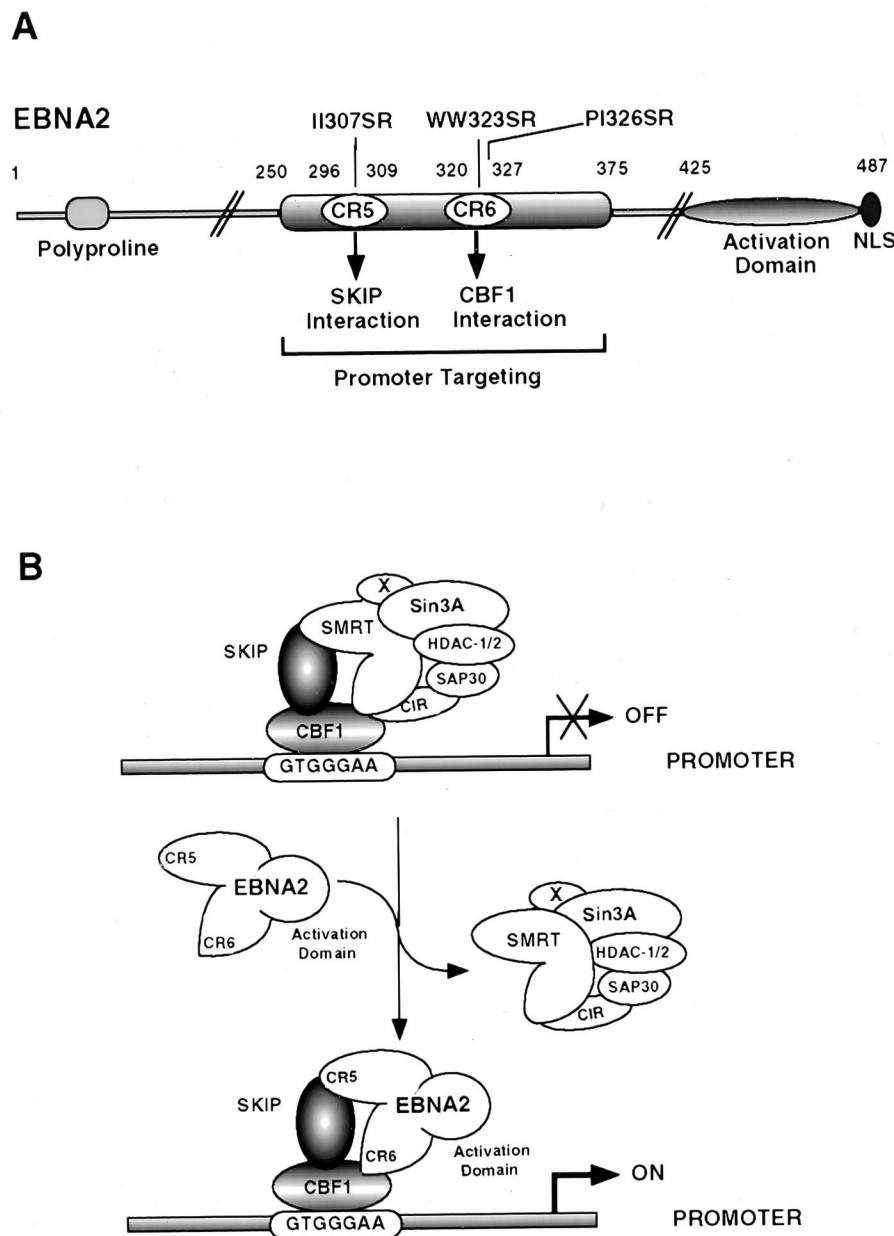 A
EBNA2
II307SR WW323SR PI326SR
1 250 296 309 320 327 375 425 487
CR5 CR6
Polyproline
Activation
Domain
NLS
SKIP
Interaction
CBF1
Interaction
Promoter Targeting
B
X
Sin3A
SMRT
SKIP
HDAC-1/2
SAP30
CIR
CBF1
OFF
GTGGGAA
PROMOTER
CR5
EBNA2
CR6
Activation
Domain
X
Sin3A
SMRT
HDAC-1/2
SAP30
CIR
CR5
SKIP
EBNA2
CR6
Activation
Domain
CBF1
ON
GTGGGAA
PROMOTER